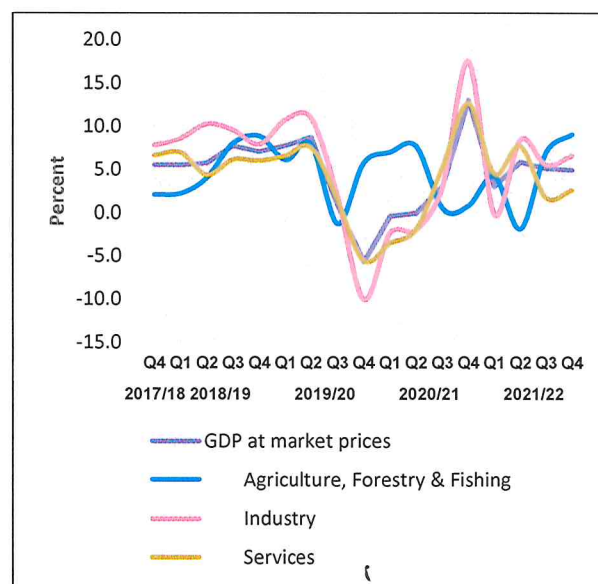 20.0
15.0
10.0
5.0
0.0
-5.0
-10.0
-15.0
Percent
Q4 Q1 Q2 Q3 Q4 Q1 Q2 Q3 Q4 Q1 Q2 Q3 Q4 Q1 Q2 Q3 Q4
2017/18 2018/19 2019/20 2020/21 2021/22
GDP at market prices
Agriculture, Forestry & Fishing
Industry
Services